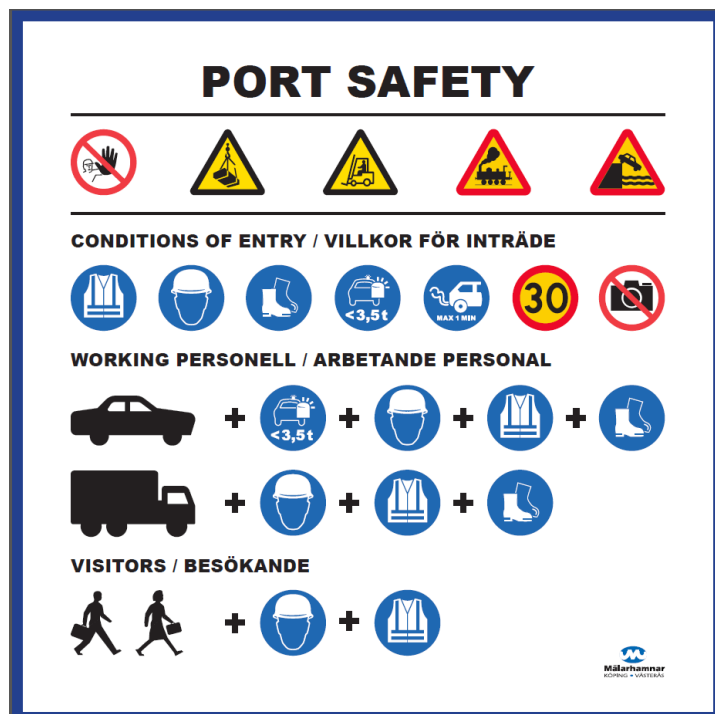 PORT SAFETY
CONDITIONS OF ENTRY / VILLKOR FÖR INTRÄDE
<3,5t
MAX 1 MIN
30
WORKING PERSONELL / ARBETANDE PERSONAL
<3,5t
VISITORS / BESÖKANDE
Mälarhamnar
KÖPING • VÄSTERÅS